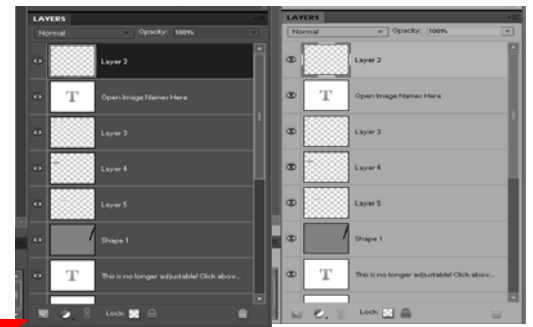 LAYERS
Normal Opacity: 100%
Layer 2
T Open Image Names Here
Layer 3
Layer 4
Layer 5
Shape 1
T This is no longer adjustable! Click abov...
Lock:
LAYERS
Normal Opacity: 100%
Layer 2
T Open Image Names Here
Layer 3
Layer 4
Layer 5
Shape 1
T This is no longer adjustable! Click abov...
Lock: